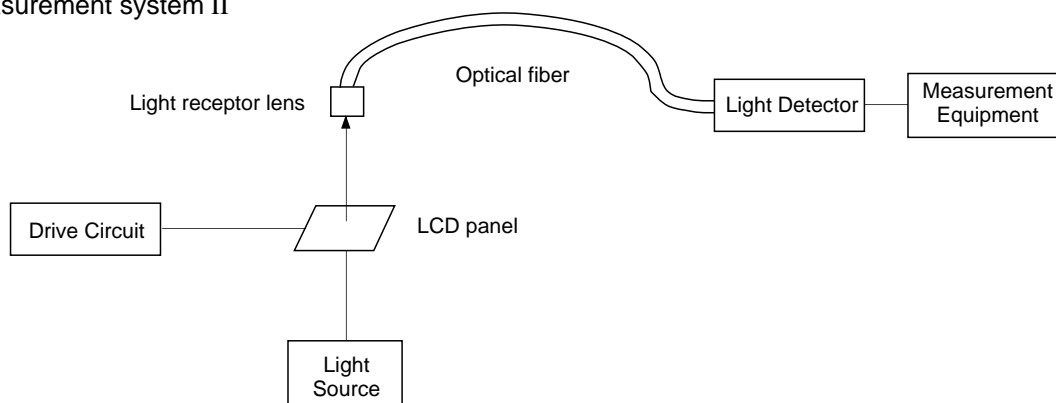 surement system II
Optical fiber
Light receptor lens
Light Detector
Measurement
Equipment
Drive Circuit
LCD panel
Light
Source